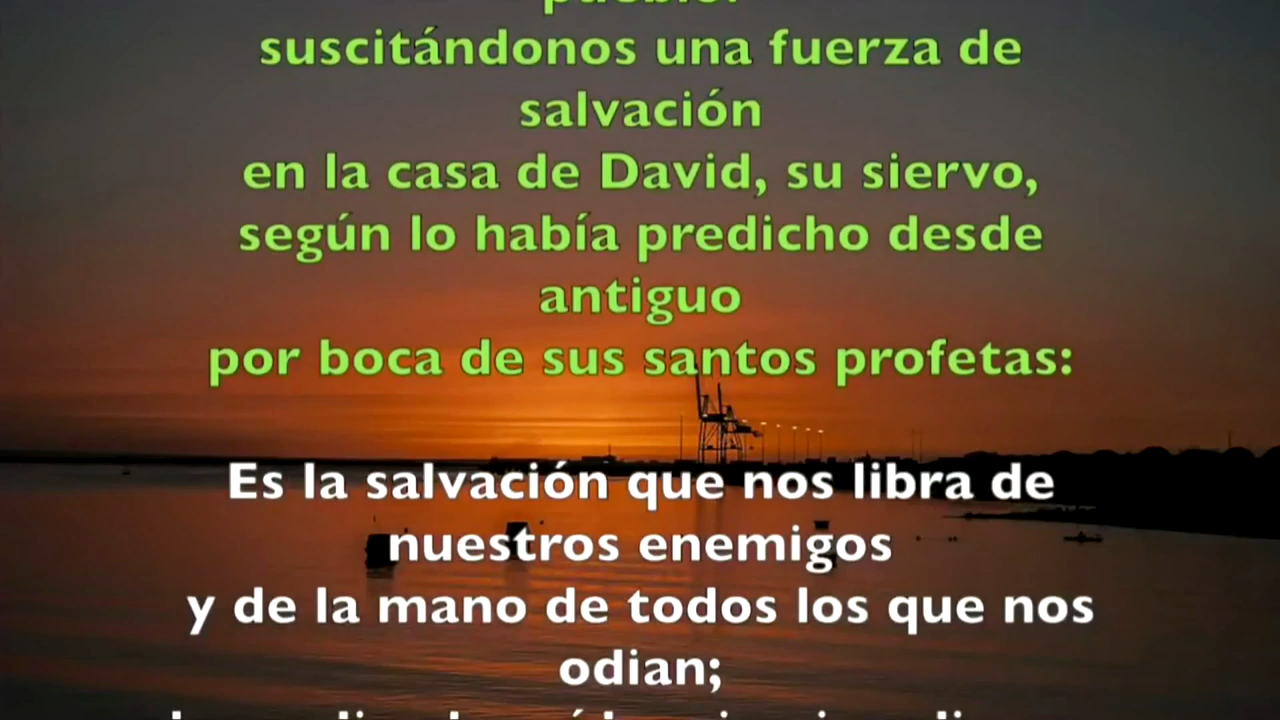 suscitándonos una fuerza de
salvación
en la casa de David, su siervo,
según lo había predicho desde
antiguo
por boca de sus santos profetas:
Es la salvación que nos libra de
nuestros enemigos
y de la mano de todos los que nos
odian;